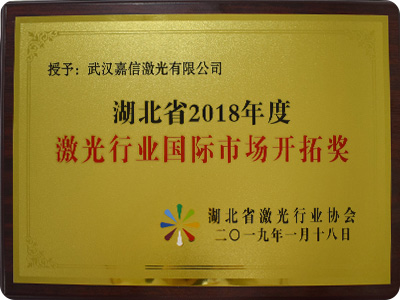 授予：武汉嘉信激光有限公司
湖北省2018年度
激光行业国际市场开拓奖
湖北省激光行业协会
二〇一九年一月十八日